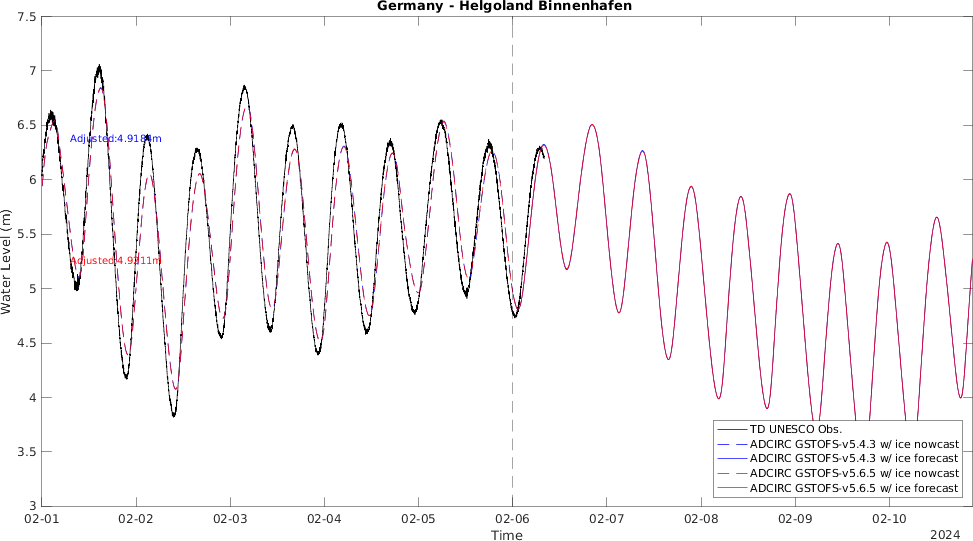 Germany - Helgoland Binnenhafen
Water Level (m)
7.5
7
6.5
6
5.5
5
4.5
4
3.5
3
Adjusted:4.9184m
Adjusted:4.9211m
TD UNESCO Obs.
ADCIRC GSTOFS-v5.4.3 w/ ice nowcast
ADCIRC GSTOFS-v5.4.3 w/ ice forecast
ADCIRC GSTOFS-v5.6.5 w/ ice nowcast
ADCIRC GSTOFS-v5.6.5 w/ ice forecast
02-01 02-02 02-03 02-04 02-05 02-06 02-07 02-08 02-09 02-10
Time
2024